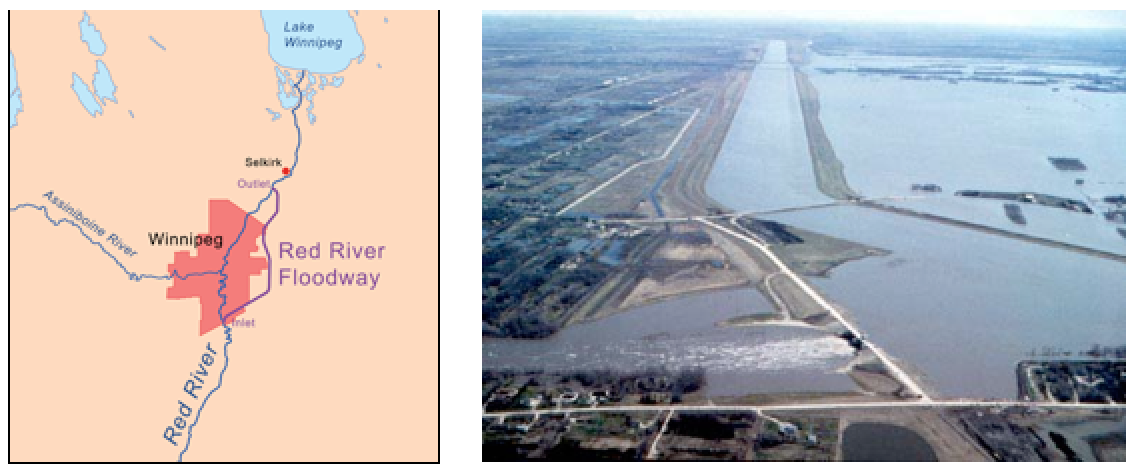 Lake
Winnipeg
Selkirk
Outlet
Assiniboine River
Winnipeg
Red River
Floodway
Inlet
Red River